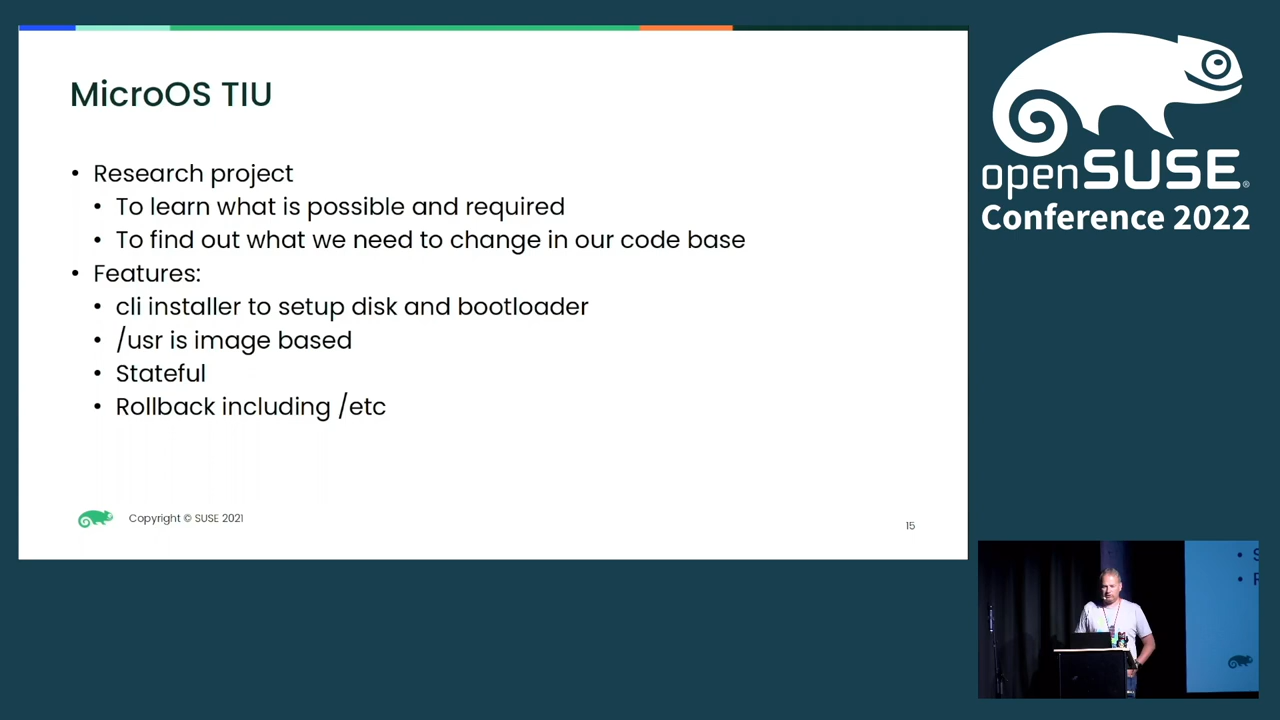 MicroOS TIU
• Research project
• To learn what is possible and required
• To find out what we need to change in our code base
• Features:
• cli installer to setup disk and bootloader
• /usr is image based
• Stateful
• Rollback including /etc
Copyright © SUSE 2021
15
openSUSE®
Conference 2022